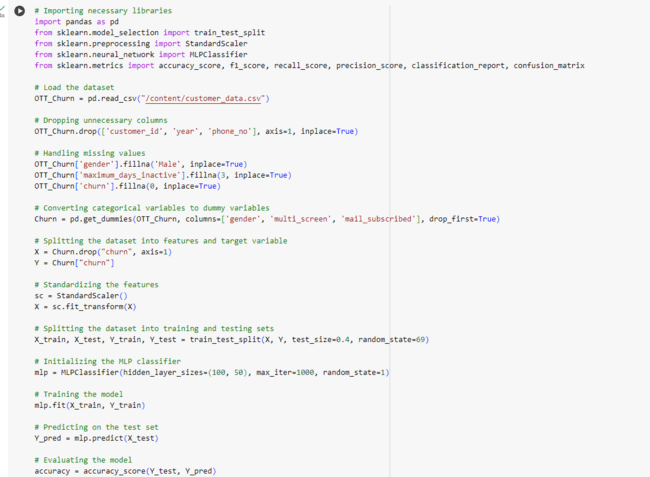 # Importing necessary libraries
import pandas as pd
from sklearn.model_selection import train_test_split
from sklearn.preprocessing import StandardScaler
from sklearn.neural_network import MLPClassifier
from sklearn.metrics import accuracy_score, f1_score, recall_score, precision_score, classification_report, confusion_matrix
# Load the dataset
OTT_Churn = pd.read_csv("/content/customer_data.csv")
# Dropping unnecessary columns
OTT_Churn.drop(['customer_id', 'year', 'phone_no'], axis=1, inplace=True)
# Handling missing values
OTT_Churn['gender'].fillna('Male', inplace=True)
OTT_Churn['maximum_days_inactive'].fillna(3, inplace=True)
OTT_Churn['churn'].fillna(0, inplace=True)
# Converting categorical variables to dummy variables
Churn = pd.get_dummies(OTT_Churn, columns=['gender', 'multi_screen', 'mail_subscribed'], drop_first=True)
# Splitting the dataset into features and target variable
X = Churn.drop("churn", axis=1)
Y = Churn["churn"]
# Standardizing the features
sc = StandardScaler()
X = sc.fit_transform(X)
# Splitting the dataset into training and testing sets
X_train, X_test, Y_train, Y_test = train_test_split(X, Y, test_size=0.4, random_state=69)
# Initializing the MLP classifier
mlp = MLPClassifier(hidden_layer_sizes=(100, 50), max_iter=1000, random_state=1)
# Training the model
mlp.fit(X_train, Y_train)
# Predicting on the test set
Y_pred = mlp.predict(X_test)
# Evaluating the model
accuracy = accuracy_score(Y_test, Y_pred)